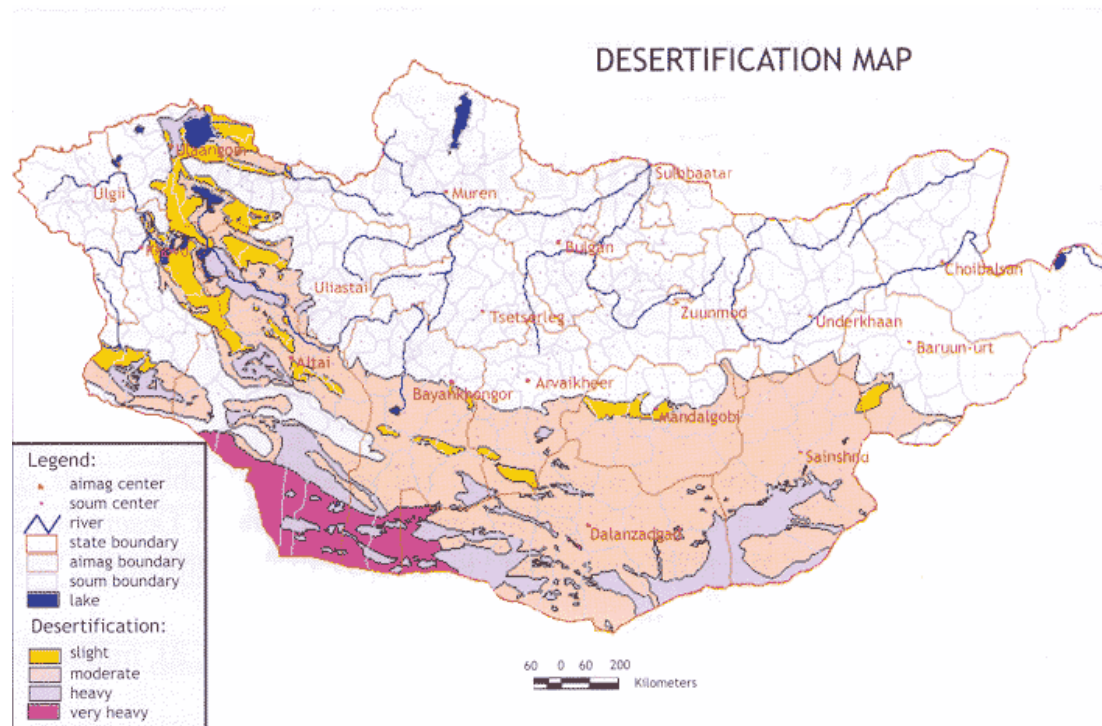 DESERTIFICATION MAP
Ulaangom
Ulgii
Muren
Sulbbaatar
Bulgan
Choibalsan
Uliastai
Tsetserleg
Zuunmod
Underkhaan
Baruun-urt
Altai
Bayankhongor
Arvaikheer
Mandalgobi
Sainshnd
Dalanzadgad
Legend:
aimag center
soum center
river
state boundary
aimag boundary
soum boundary
lake
Desertification:
slight
moderate
heavy
very heavy
60 0 60 200
Kilometers